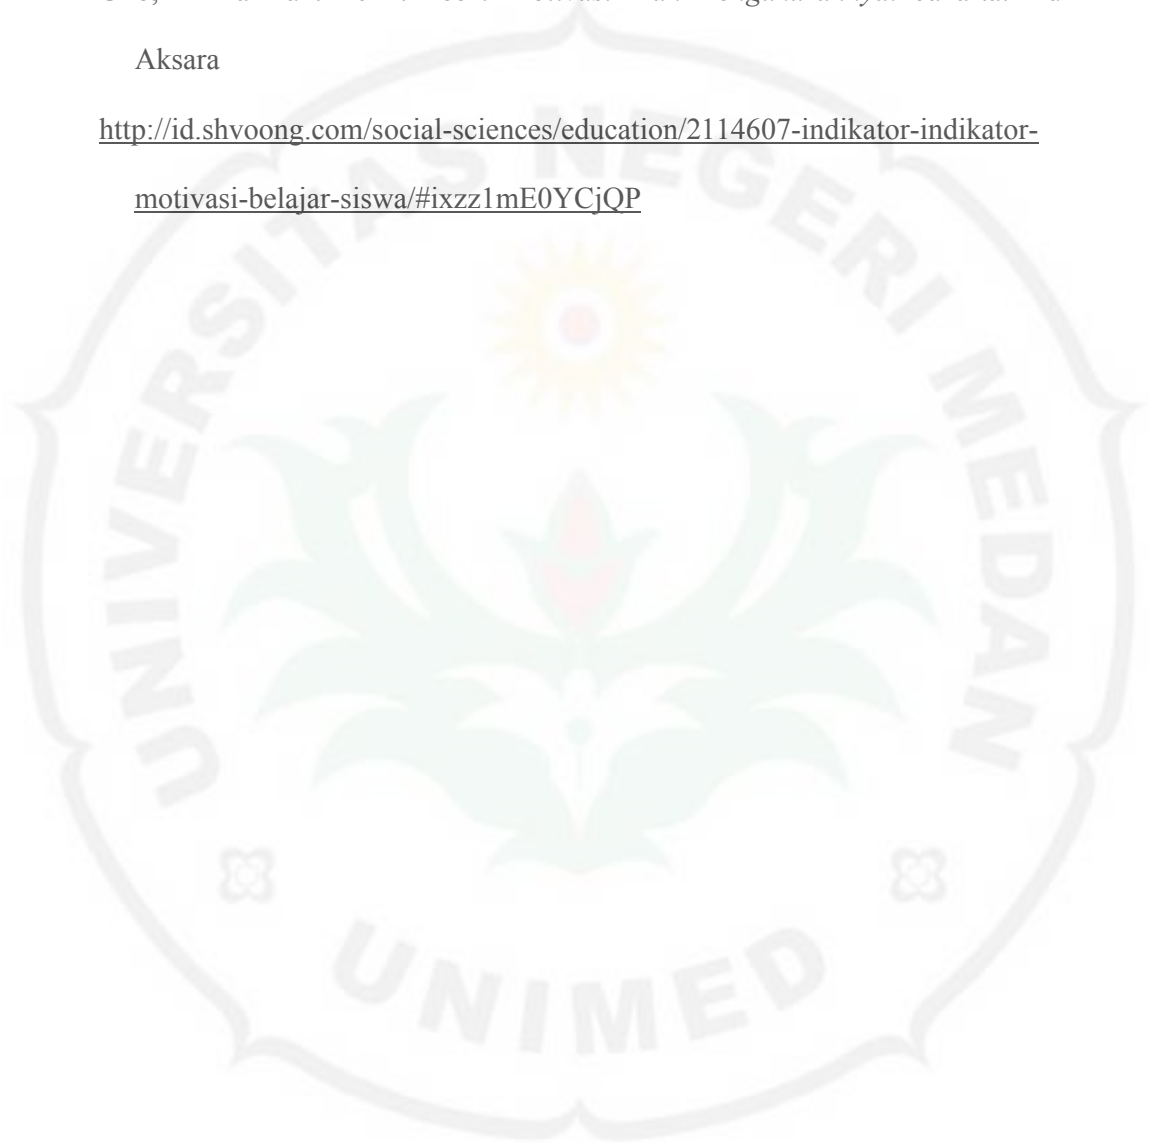 Aksara
http://id.shvoong.com/social-sciences/education/2114607-indikator-indikator-
motivasi-belajar-siswa/#ixzz1mE0YCjQP
UNIVERSITAS NEGERI MEDAN
UNIMED